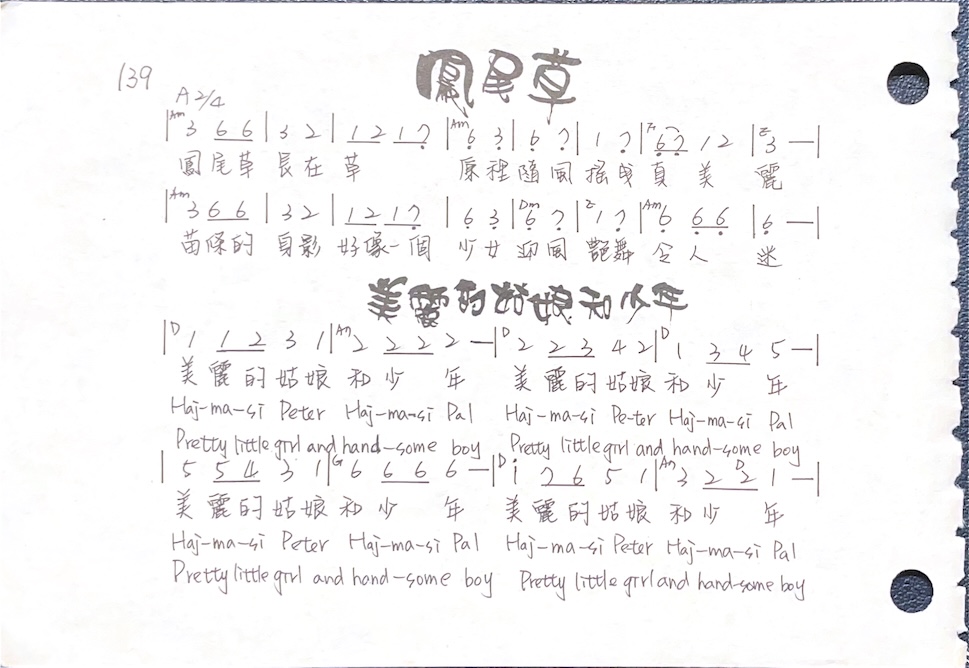 139
鳳尾草
A 2/4
|Am 3 6 6 | 3 2 | 1 2 1 7 |Am 6 3 | 6 7 | 1 7 |F 6 7 1 2 |E 3 — |
鳳尾草 長在草 原裡隨風搖曳真美麗
|Am 3 6 6 | 3 2 | 1 2 1 7 | 6 3 |Dm 6 7 |E 1 7 |Am 6 6 6 | 6 — |
苗條的 身影 好像一個 少女 迎風 艷舞 令人 迷
美麗的姑娘和少年
|D 1 1 2 3 1 |Am 2 2 2 2 — |D 2 2 3 4 2 |D 1 3 4 5 — |
美麗的姑娘和少年 美麗的姑娘和少年
Haj-ma-si Peter Haj-ma-si Pal Haj-ma-si Pe-ter Haj-ma-si Pal
Pretty little girl and hand-some boy Pretty little girl and hand-some boy
| 5 5 4 3 1 |G 6 6 6 6 — |D i 7 6 5 1 |Am 3 2 D 2 1 — |
美麗的姑娘和少年 美麗的姑娘和少年
Haj-ma-si Peter Haj-ma-si Pal Haj-ma-si Peter Haj-ma-si Pal
Pretty little girl and hand-some boy Pretty little girl and hand-some boy